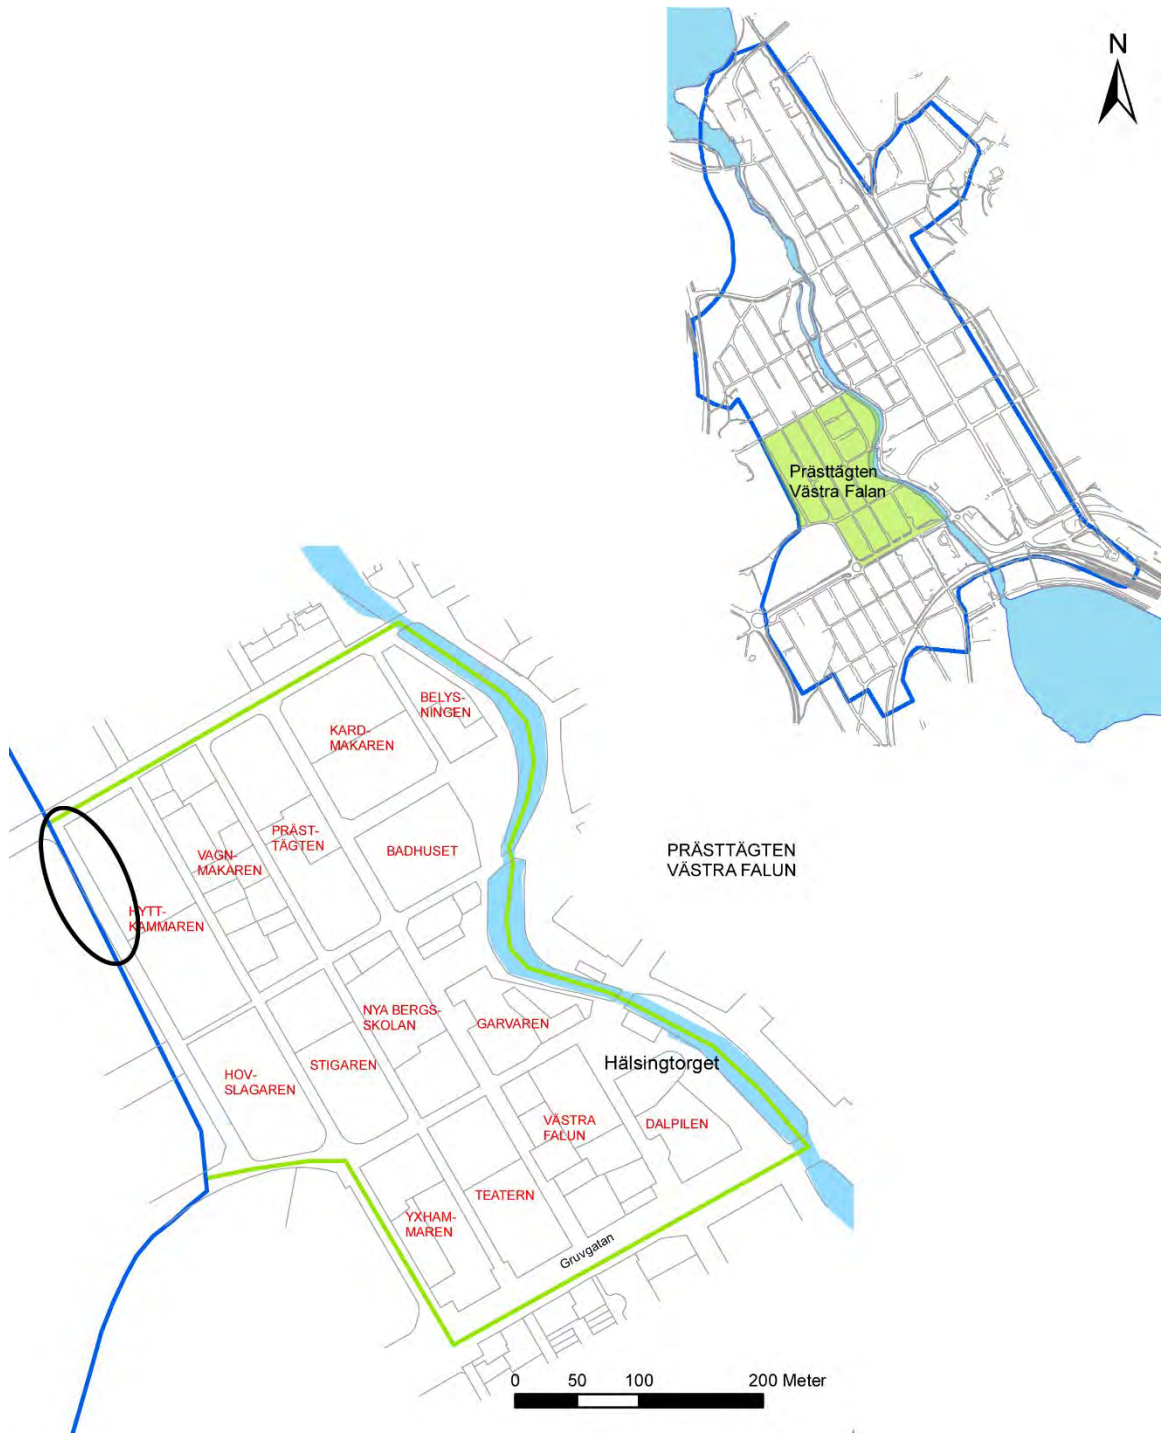 N
Prästtägten
Västra Falan
BELYS-
NINGEN
KARD-
MAKAREN
PRÄST-
TÄGTEN
VAGN-
MAKAREN
BADHUSET
PRÄSTTÄGTEN
VÄSTRA FALUN
HYTT-
KAMMAREN
NYA BERGS-
SKOLAN
GARVAREN
STIGAREN
HOV-
SLAGAREN
Hälsingtorget
VÄSTRA
FALUN
DALPILEN
TEATERN
YXHAM-
MAREN
Gruvgatan
0 50 100 200 Meter